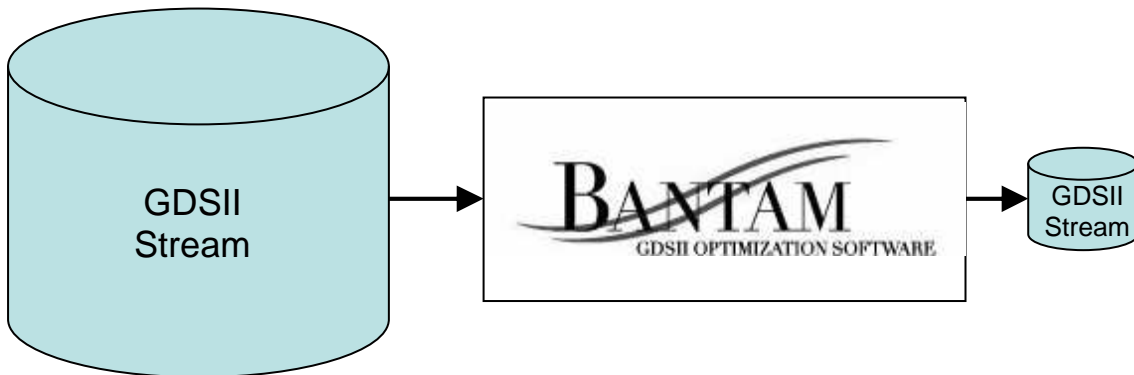 GDSII
Stream
BANTAM
GDSII OPTIMIZATION SOFTWARE
GDSII
Stream